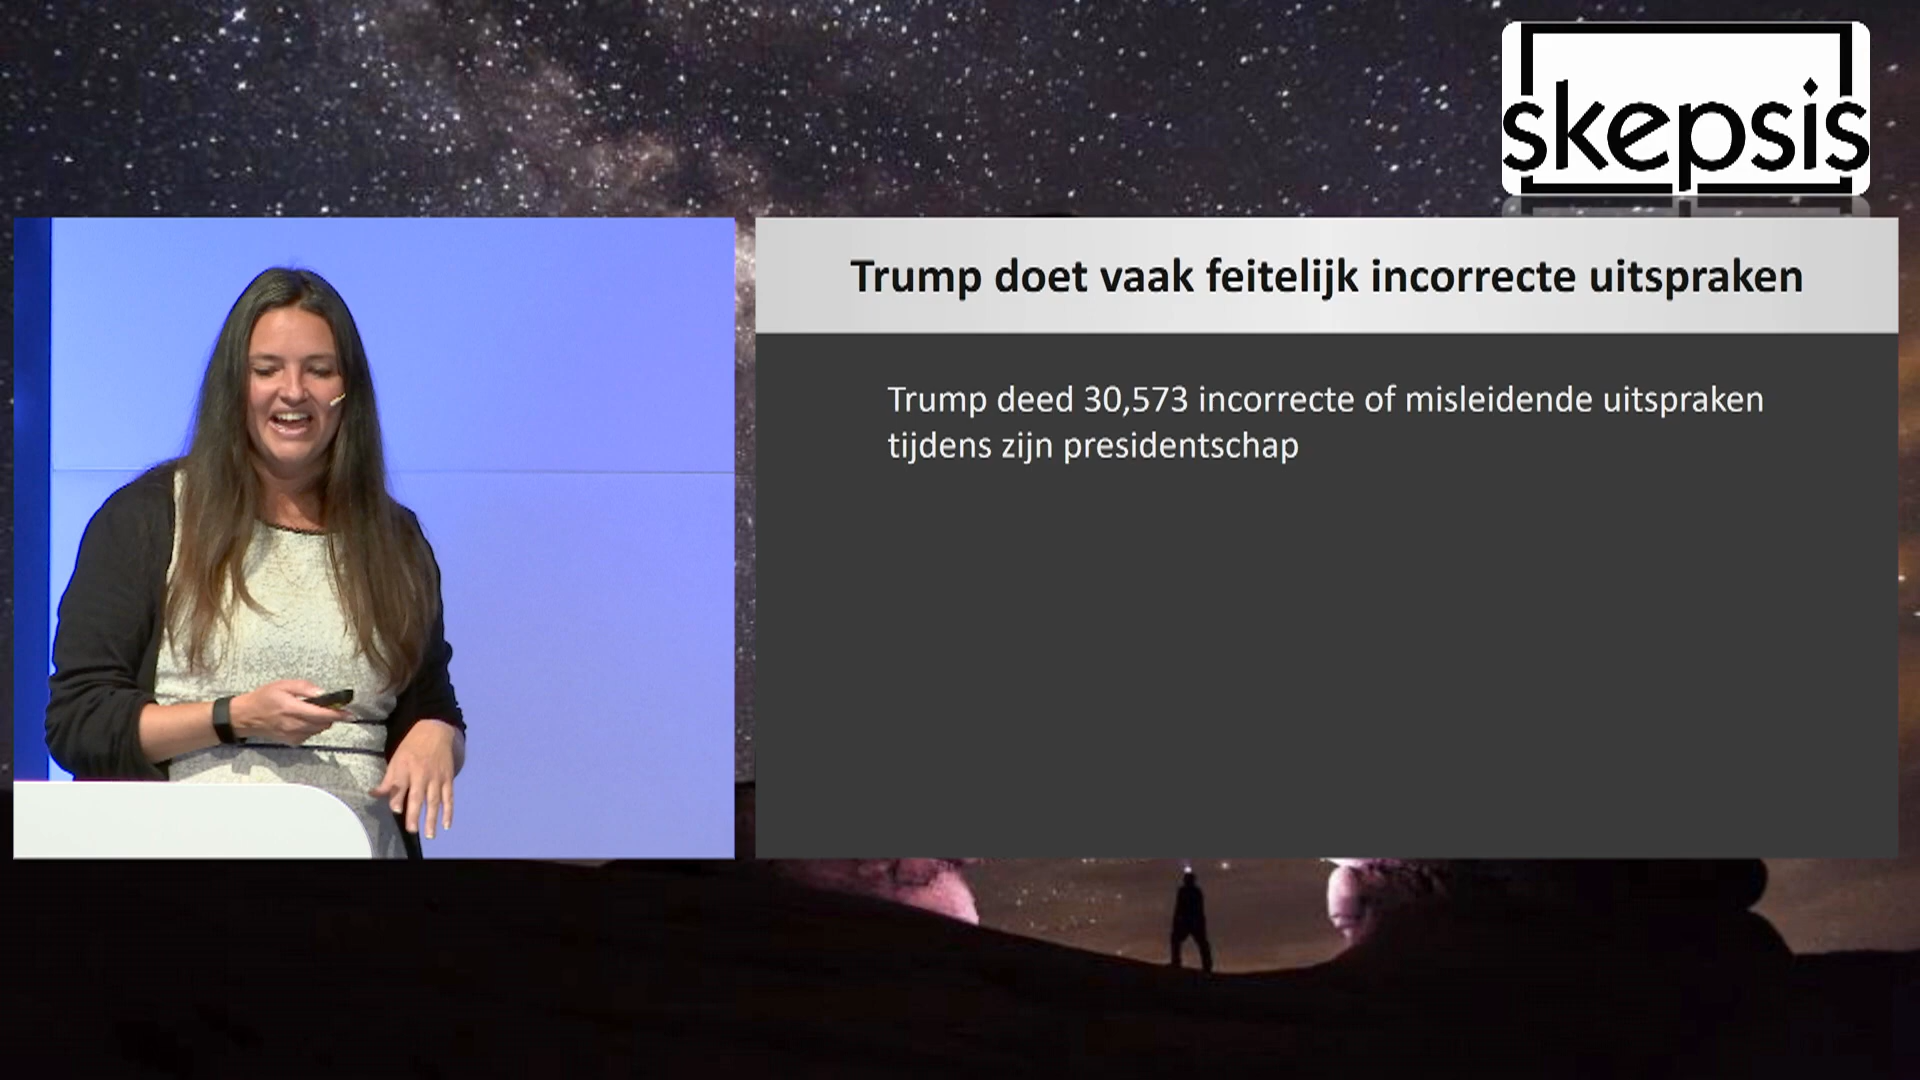 skepsis
Trump doet vaak feitelijk incorrecte uitspraken
Trump deed 30,573 incorrecte of misleidende uitspraken
tijdens zijn presidentschap